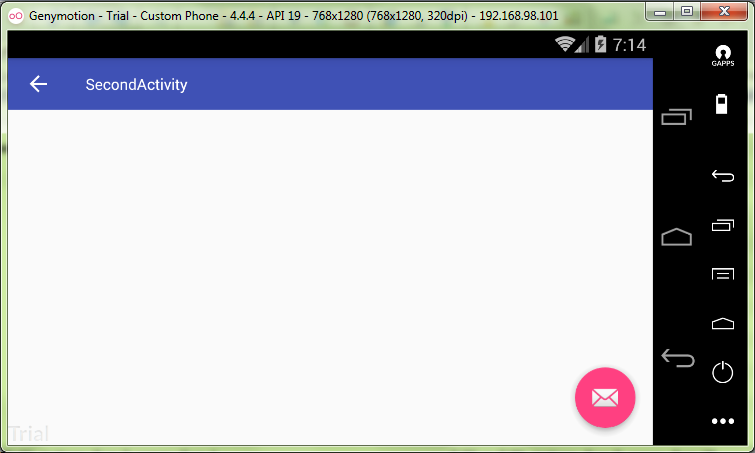 Genymotion - Trial - Custom Phone - 4.4.4 - API 19 - 768x1280 (768x1280, 320dpi) - 192.168.98.101
7:14
GAPPS
SecondActivity
Trial